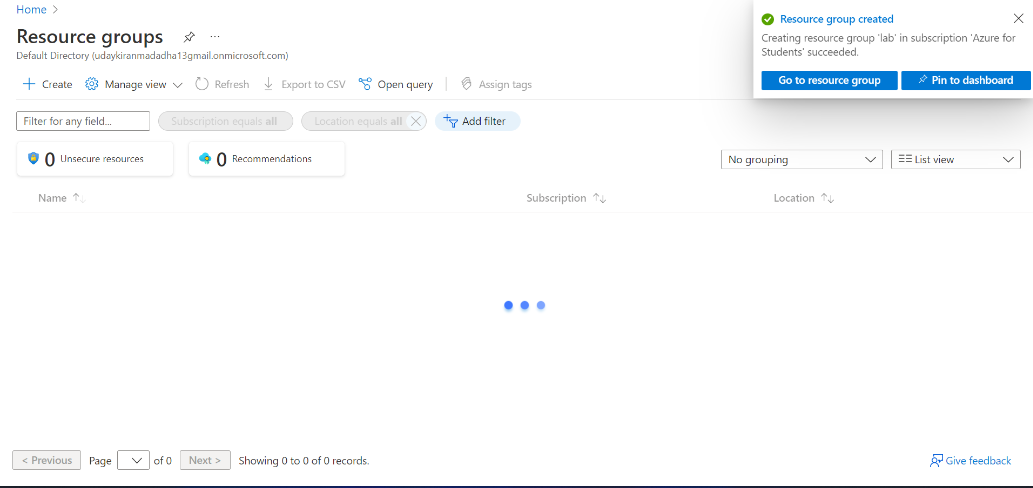 Home >
Resource groups ...
Default Directory (udaykiranmadadha13gmail.onmicrosoft.com)
Resource group created
Creating resource group 'lab' in subscription 'Azure for
Students' succeeded.
Go to resource group Pin to dashboard
Create Manage view Refresh Export to CSV Open query Assign tags
Filter for any field... Subscription equals all Location equals all Add filter
0 Unsecure resources 0 Recommendations No grouping List view
Name Subscription Location
< Previous Page of 0 Next > Showing 0 to 0 of 0 records. Give feedback